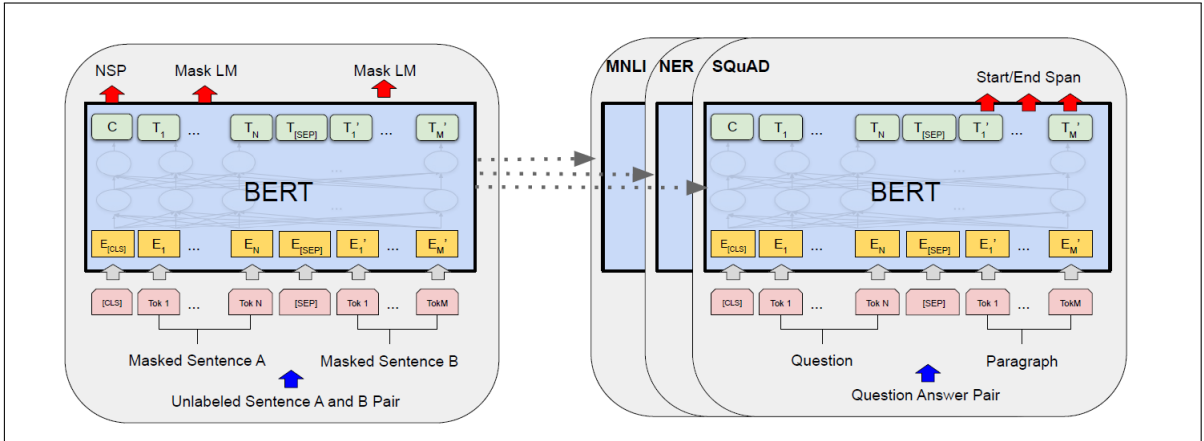 NSP Mask LM Mask LM
C T1 ... TN T[SEP] T1' ... TM'
BERT
E[CLS] E1 ... EN E[SEP] E1' ... EM'
[CLS] Tok 1 ... Tok N [SEP] Tok 1 ... TokM
Masked Sentence A Masked Sentence B
Unlabeled Sentence A and B Pair
MNLI NER SQuAD
Start/End Span
C T1 ... TN T[SEP] T1' ... TM'
BERT
E[CLS] E1 ... EN E[SEP] E1' ... EM'
[CLS] Tok 1 ... Tok N [SEP] Tok 1 ... TokM
Question Paragraph
Question Answer Pair